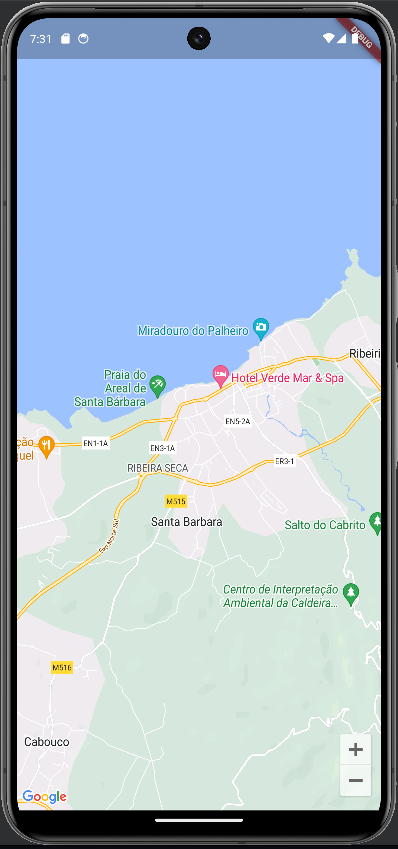 7:31
DEBUG
Miradouro do Palheiro
Ribeiri
Praia do
Areal de
Santa Bárbara
Hotel Verde Mar & Spa
EN5-2A
ção
guel
EN1-1A
EN3-1A
ER3-1
RIBEIRA SECA
M515
Santa Barbara
Salto do Cabrito
Centro de Interpretação
Ambiental da Caldeira...
M516
Cabouco
+
−
Google